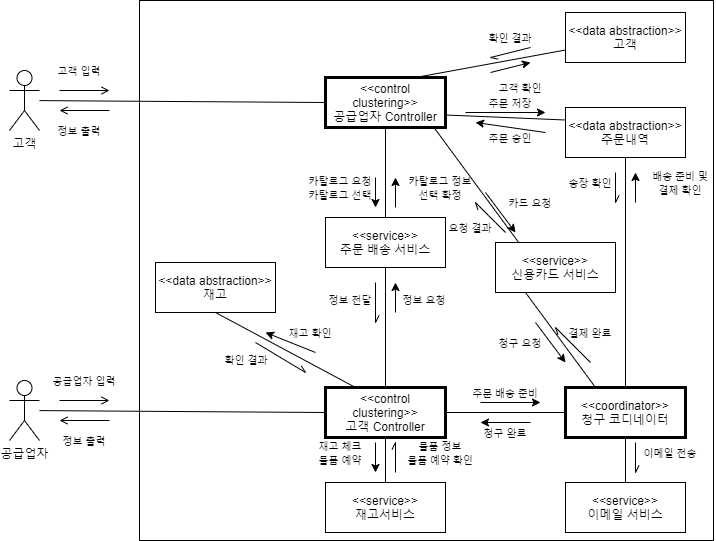 <<data abstraction>>
고객
확인 결과
고객 확인
고객 입력
정보 출력
고객
<<control
clustering>>
공급업자 Controller
주문 저장
주문 승인
<<data abstraction>>
주문내역
카탈로그 요청
카탈로그 선택
카탈로그 정보
선택 확정
카드 요청
요청 결과
송장 확인
배송 준비 및
결제 확인
<<service>>
주문 배송 서비스
<<service>>
신용카드 서비스
<<data abstraction>>
재고
정보 전달
정보 요청
재고 확인
확인 결과
청구 요청
결제 완료
공급업자 입력
정보 출력
공급업자
<<control
clustering>>
고객 Controller
주문 배송 준비
청구 완료
<<coordinator>>
청구 코디네이터
재고 체크
물품 예약
물품 정보
물품 예약 확인
이메일 전송
<<service>>
재고서비스
<<service>>
이메일 서비스